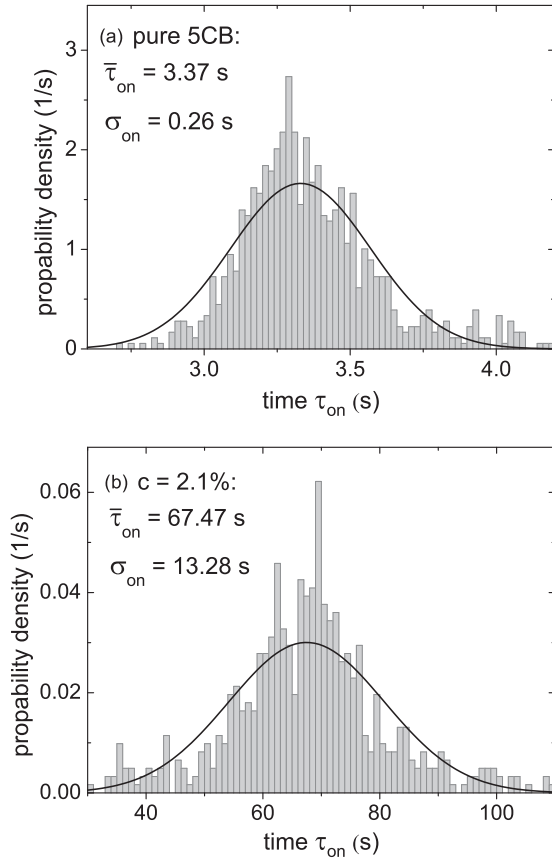 3
2
1
0
propability density (1/s)
(a) pure 5CB:
τ̅on = 3.37 s
σon = 0.26 s
3.0 3.5 4.0
time τon (s)
0.06
0.04
0.02
0.00
propability density (1/s)
(b) c = 2.1%:
τ̅on = 67.47 s
σon = 13.28 s
40 60 80 100
time τon (s)